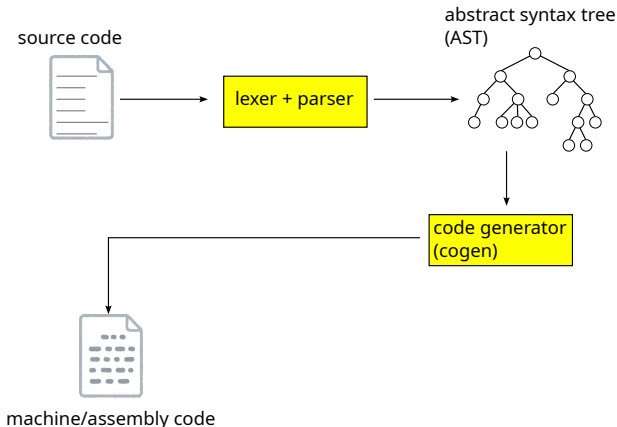 source code
abstract syntax tree
(AST)
lexer + parser
code generator
(cogen)
machine/assembly code